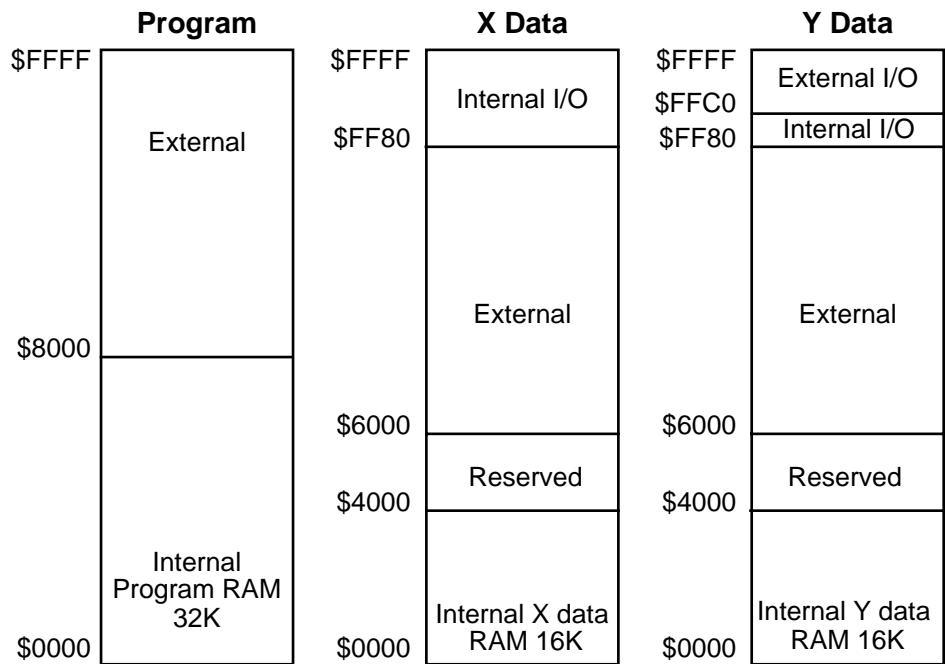 Program
$FFFF
External
$8000
Internal
Program RAM
32K
$0000
X Data
$FFFF
Internal I/O
$FF80
External
$6000
Reserved
$4000
Internal X data
RAM 16K
$0000
Y Data
$FFFF
External I/O
$FFC0
Internal I/O
$FF80
External
$6000
Reserved
$4000
Internal Y data
RAM 16K
$0000